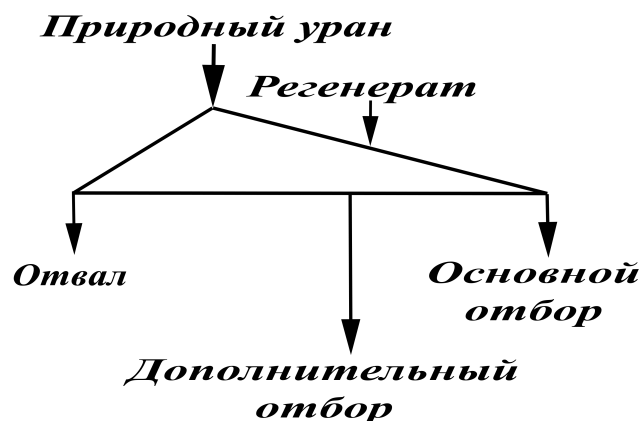 Природный уран
Регенерат
Отвал
Основной
отбор
Дополнительный
отбор